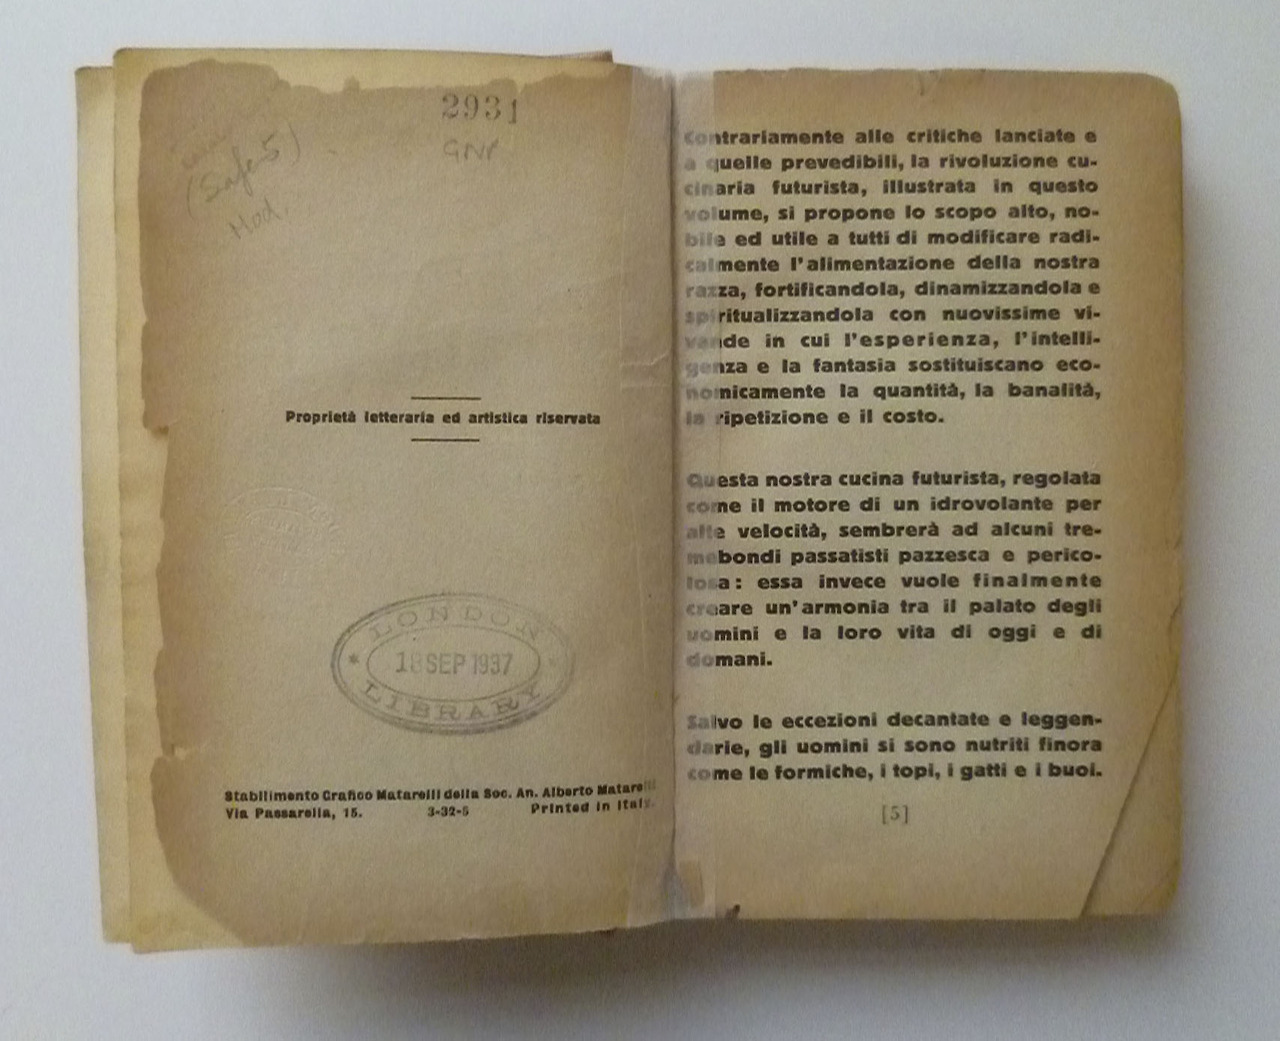 2931
GNP
(Safe 5)
Mod.
Proprietà letteraria ed artistica riservata
LONDON
18 SEP 1937
LIBRARY
Stabilimento Grafico Matarelli della Soc. An. Alberto Matarelli
Via Passarella, 15. 3-32-5 Printed in Italy.
Contrariamente alle critiche lanciate e
a quelle prevedibili, la rivoluzione cu-
cinaria futurista, illustrata in questo
volume, si propone lo scopo alto, no-
bile ed utile a tutti di modificare radi-
calmente l'alimentazione della nostra
razza, fortificandola, dinamizzandola e
spiritualizzandola con nuovissime vi-
vande in cui l'esperienza, l'intelli-
genza e la fantasia sostituiscano eco-
nomicamente la quantità, la banalità,
la ripetizione e il costo.
Questa nostra cucina futurista, regolata
come il motore di un idrovolante per
alte velocità, sembrerà ad alcuni tre-
mebondi passatisti pazzesca e perico-
losa: essa invece vuole finalmente
creare un'armonia tra il palato degli
uomini e la loro vita di oggi e di
domani.
Salvo le eccezioni decantate e leggen-
darie, gli uomini si sono nutriti finora
come le formiche, i topi, i gatti e i buoi.
[5]